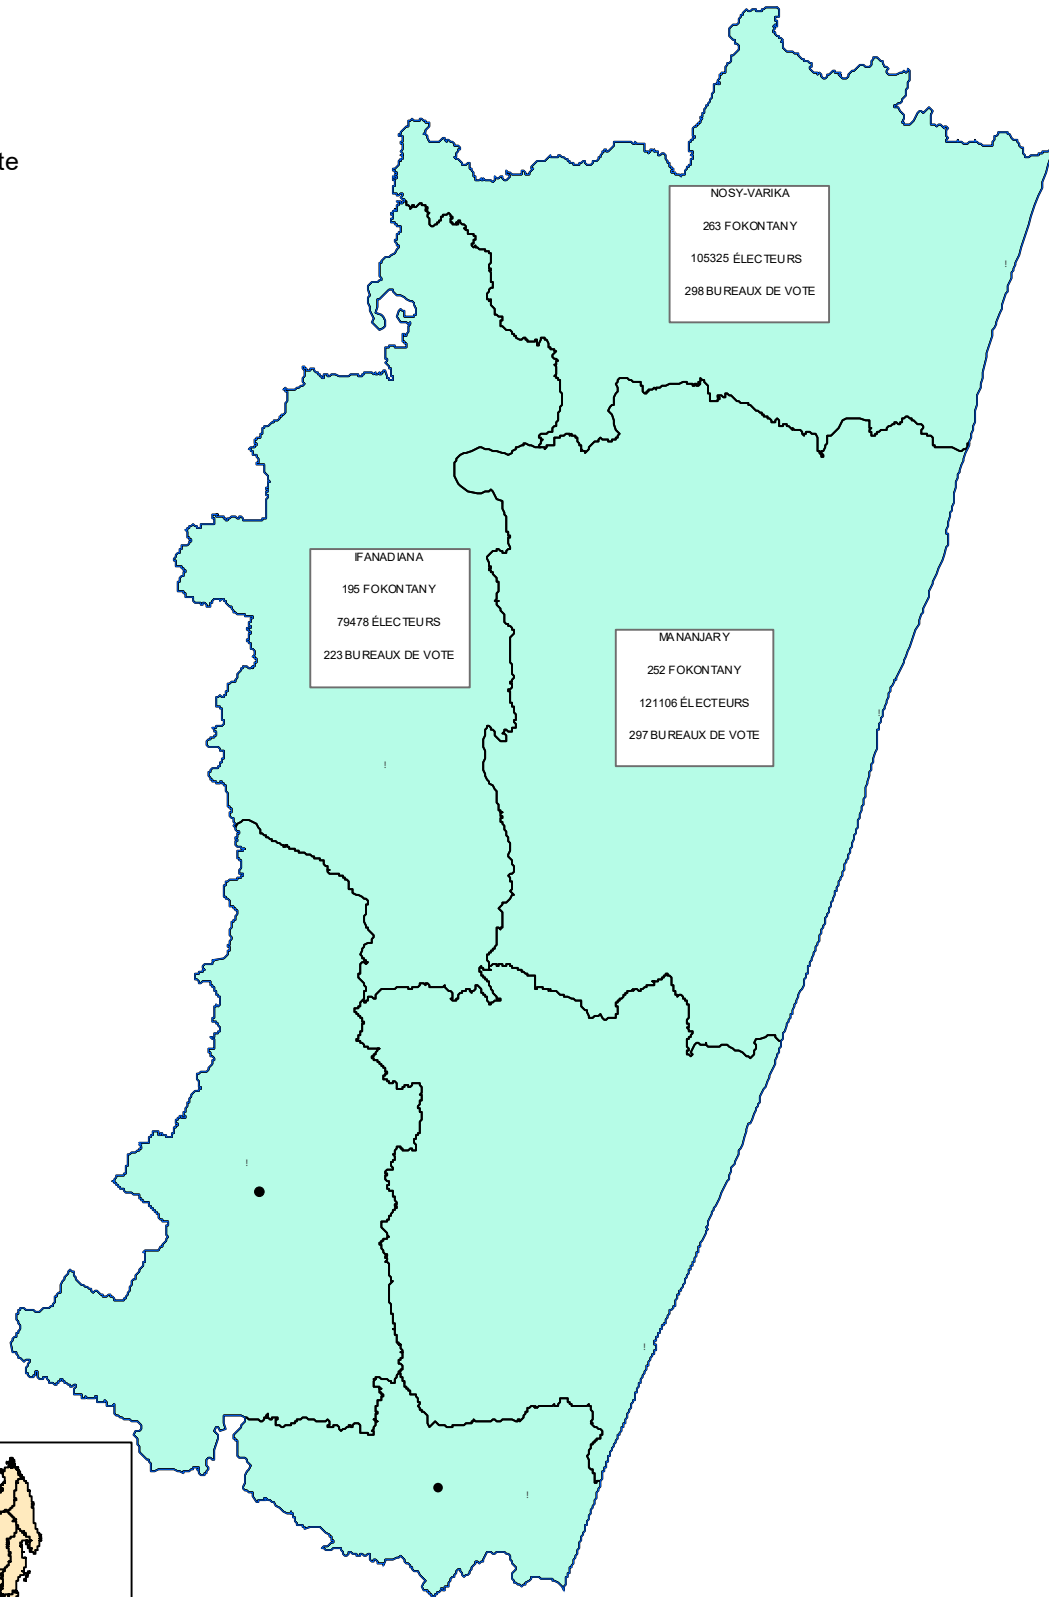 te
NOSY-VARIKA
263 FOKONTANY
105325 ÉLECTEURS
298 BUREAUX DE VOTE
IFANADIANA
195 FOKONTANY
79478 ÉLECTEURS
223 BUREAUX DE VOTE
MANANJARY
252 FOKONTANY
121106 ÉLECTEURS
297 BUREAUX DE VOTE